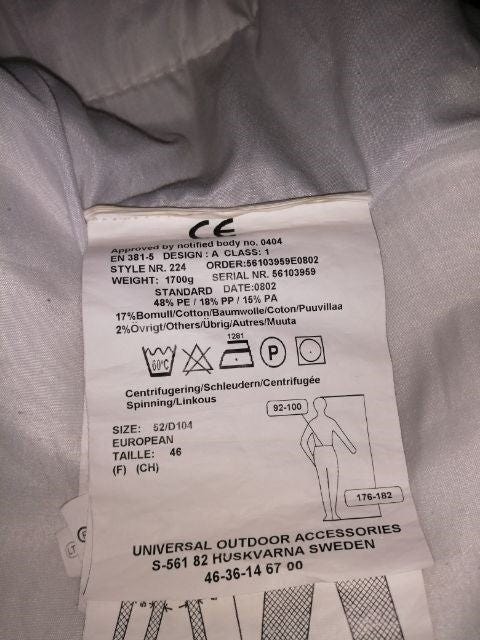 CE
Approved by notified body no. 0404
EN 381-5 DESIGN : A CLASS: 1
STYLE NR. 224 ORDER:56103959E0802
WEIGHT: 1700g SERIAL NR. 56103959
STANDARD DATE:0802
48% PE / 18% PP / 15% PA
17%Bomull/Cotton/Baumwolle/Coton/Puuvillaa
2%Övrigt/Others/Übrig/Autres/Muuta
1281
60°C
P
Centrifugering/Schleudern/Centrifugée
Spinning/Linkous
SIZE: 52/D104
EUROPEAN
TAILLE: 46
(F) (CH)
92-100
176-182
UNIVERSAL OUTDOOR ACCESSORIES
S-561 82 HUSKVARNA SWEDEN
46-36-14 67 00
LT